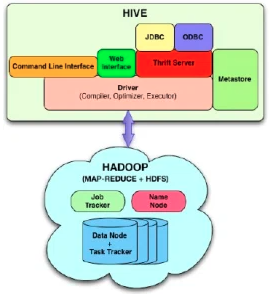 HIVE
JDBC
ODBC
Command Line Interface
Web
Interface
Thrift Server
Metastore
Driver
(Compiler, Optimizer, Executor)
HADOOP
(MAP-REDUCE + HDFS)
Job
Tracker
Name
Node
Data Node
+
Task Tracker